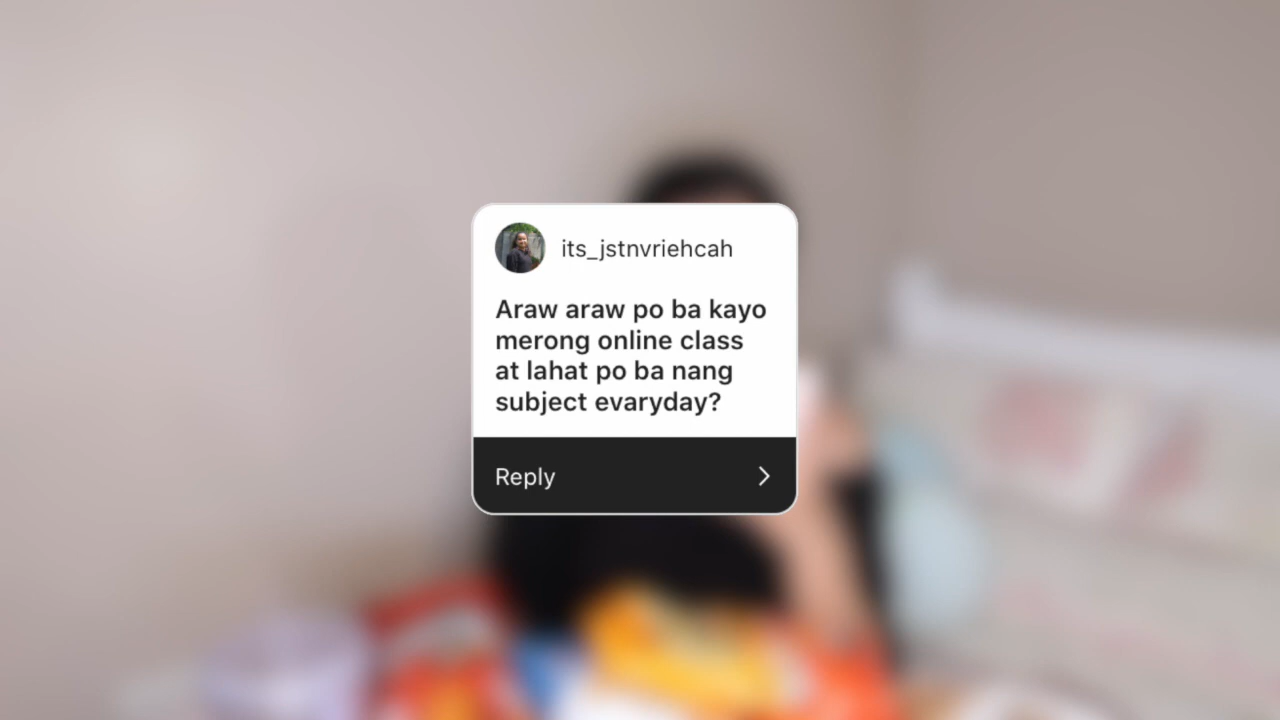 its_jstnvriehcah
Araw araw po ba kayo
merong online class
at lahat po ba nang
subject evaryday?
Reply